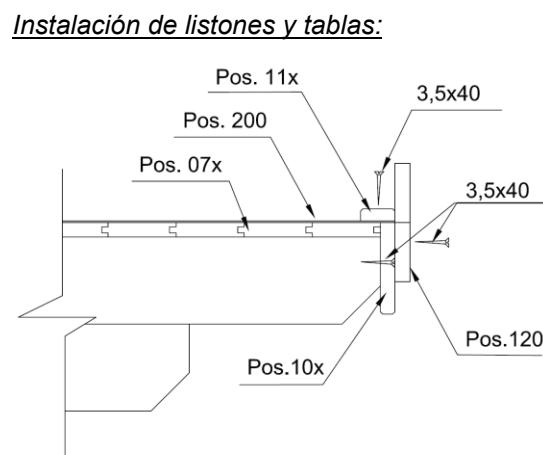 Instalación de listones y tablas:
Pos. 11x
3,5x40
Pos. 200
Pos. 07x
3,5x40
Pos.120
Pos.10x